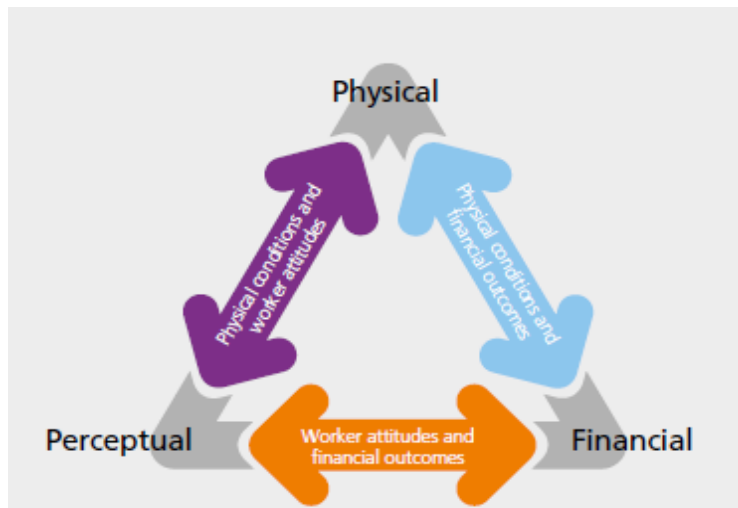 Physical
Physical conditions and
worker attitudes
Physical conditions and
financial outcomes
Perceptual
Worker attitudes and
financial outcomes
Financial